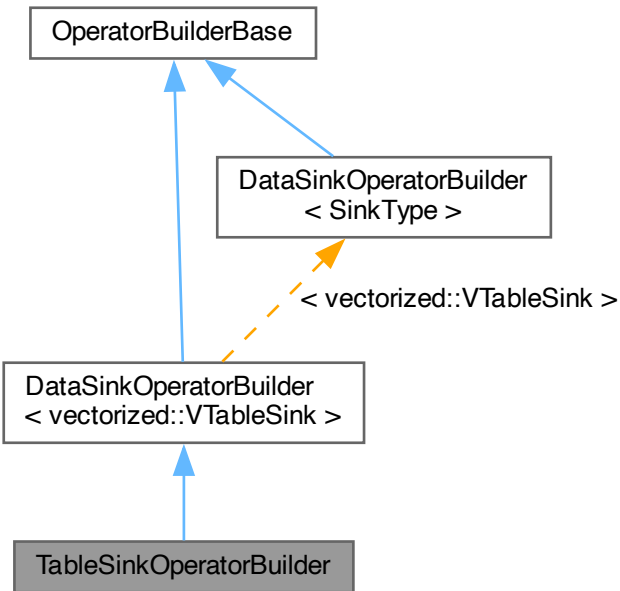 OperatorBuilderBase
DataSinkOperatorBuilder
< SinkType >
< vectorized::VTableSink >
DataSinkOperatorBuilder
< vectorized::VTableSink >
TableSinkOperatorBuilder